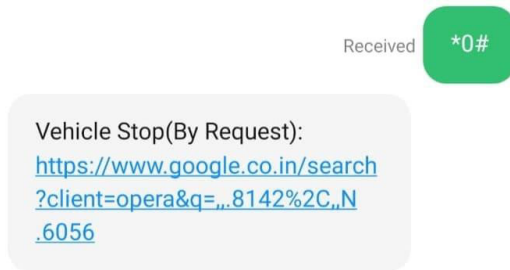 Received
*0#
Vehicle Stop(By Request):
https://www.google.co.in/search
?client=opera&q=,,.8142%2C,,N
.6056